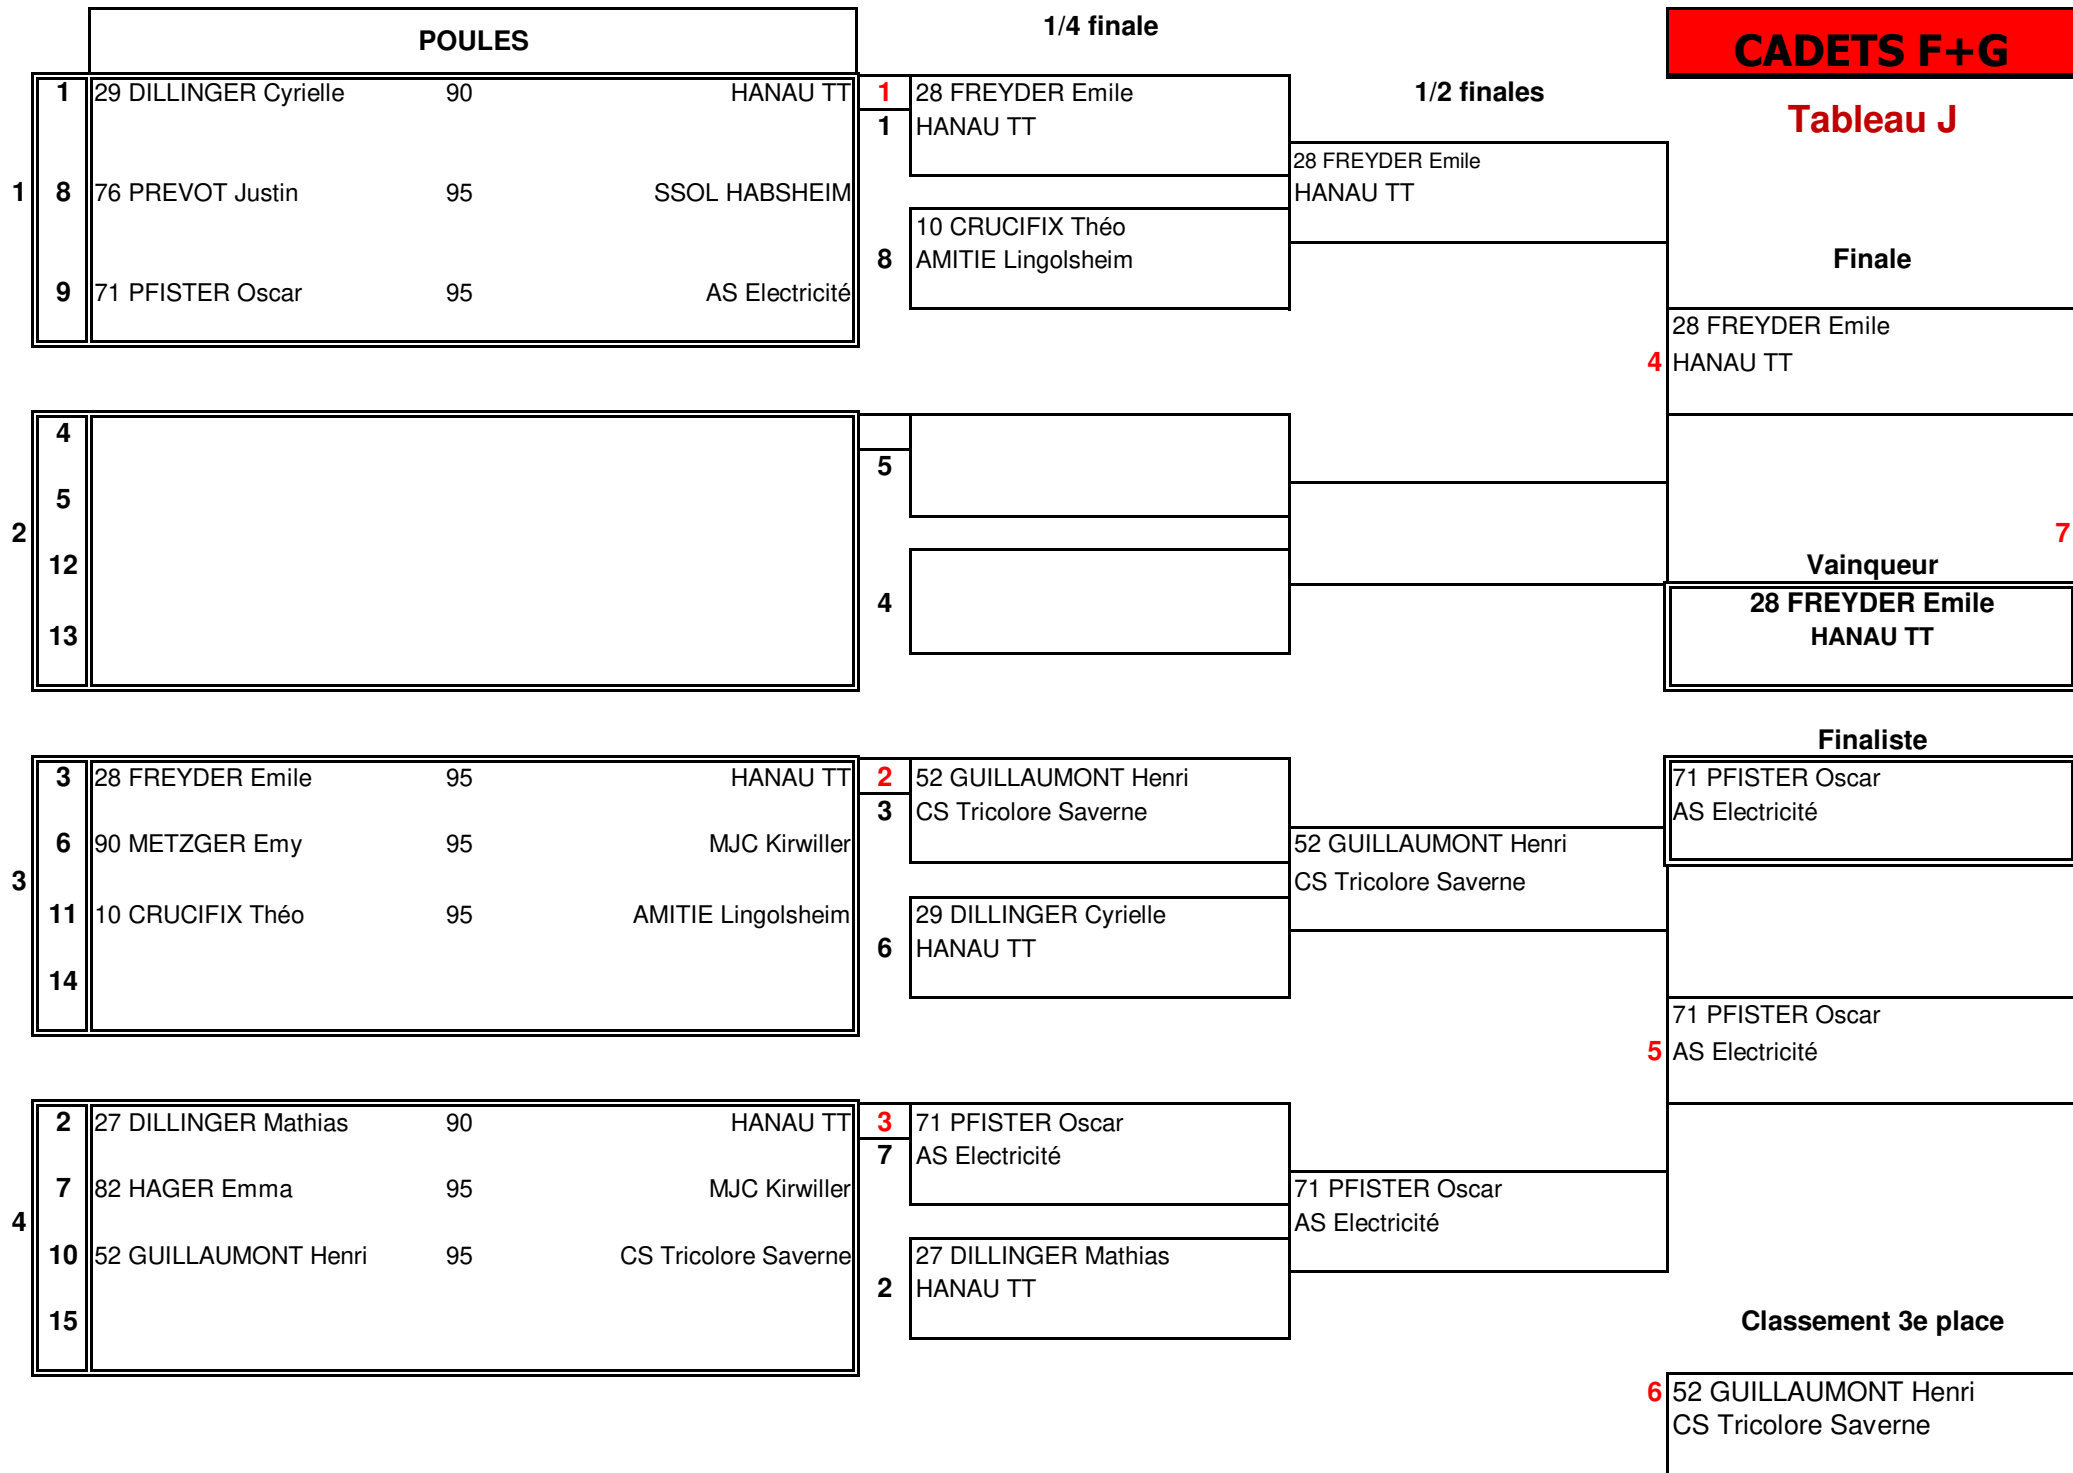 POULES
1/4 finale
CADETS F+G
Tableau J
1/2 finales
Finale
1
1 29 DILLINGER Cyrielle 90 HANAU TT
8 76 PREVOT Justin 95 SSOL HABSHEIM
9 71 PFISTER Oscar 95 AS Electricité
2
4
5
12
13
3
3 28 FREYDER Emile 95 HANAU TT
6 90 METZGER Emy 95 MJC Kirwiller
11 10 CRUCIFIX Théo 95 AMITIE Lingolsheim
14
4
2 27 DILLINGER Mathias 90 HANAU TT
7 82 HAGER Emma 95 MJC Kirwiller
10 52 GUILLAUMONT Henri 95 CS Tricolore Saverne
15
1 28 FREYDER Emile
1 HANAU TT
10 CRUCIFIX Théo
8 AMITIE Lingolsheim
5
4
2 52 GUILLAUMONT Henri
3 CS Tricolore Saverne
29 DILLINGER Cyrielle
6 HANAU TT
3 71 PFISTER Oscar
7 AS Electricité
27 DILLINGER Mathias
2 HANAU TT
28 FREYDER Emile
HANAU TT
52 GUILLAUMONT Henri
CS Tricolore Saverne
71 PFISTER Oscar
AS Electricité
28 FREYDER Emile
4 HANAU TT
7
Vainqueur
28 FREYDER Emile
HANAU TT
Finaliste
71 PFISTER Oscar
AS Electricité
71 PFISTER Oscar
5 AS Electricité
Classement 3e place
6 52 GUILLAUMONT Henri
CS Tricolore Saverne